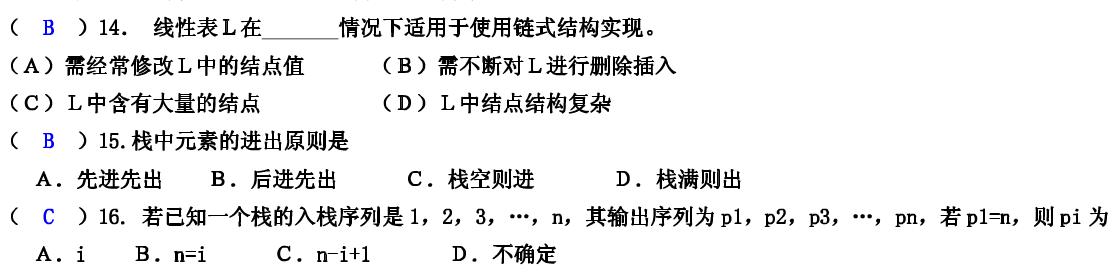 （ B ）14. 线性表L在_______情况下适用于使用链式结构实现。
（A）需经常修改L中的结点值 （B）需不断对L进行删除插入
（C）L中含有大量的结点 （D）L中结点结构复杂
（ B ）15.栈中元素的进出原则是
A．先进先出 B．后进先出 C．栈空则进 D．栈满则出
（ C ）16. 若已知一个栈的入栈序列是1，2，3，…，n，其输出序列为p1，p2，p3，…，pn，若p1=n，则pi为
A．i B．n=i C．n-i+1 D．不确定